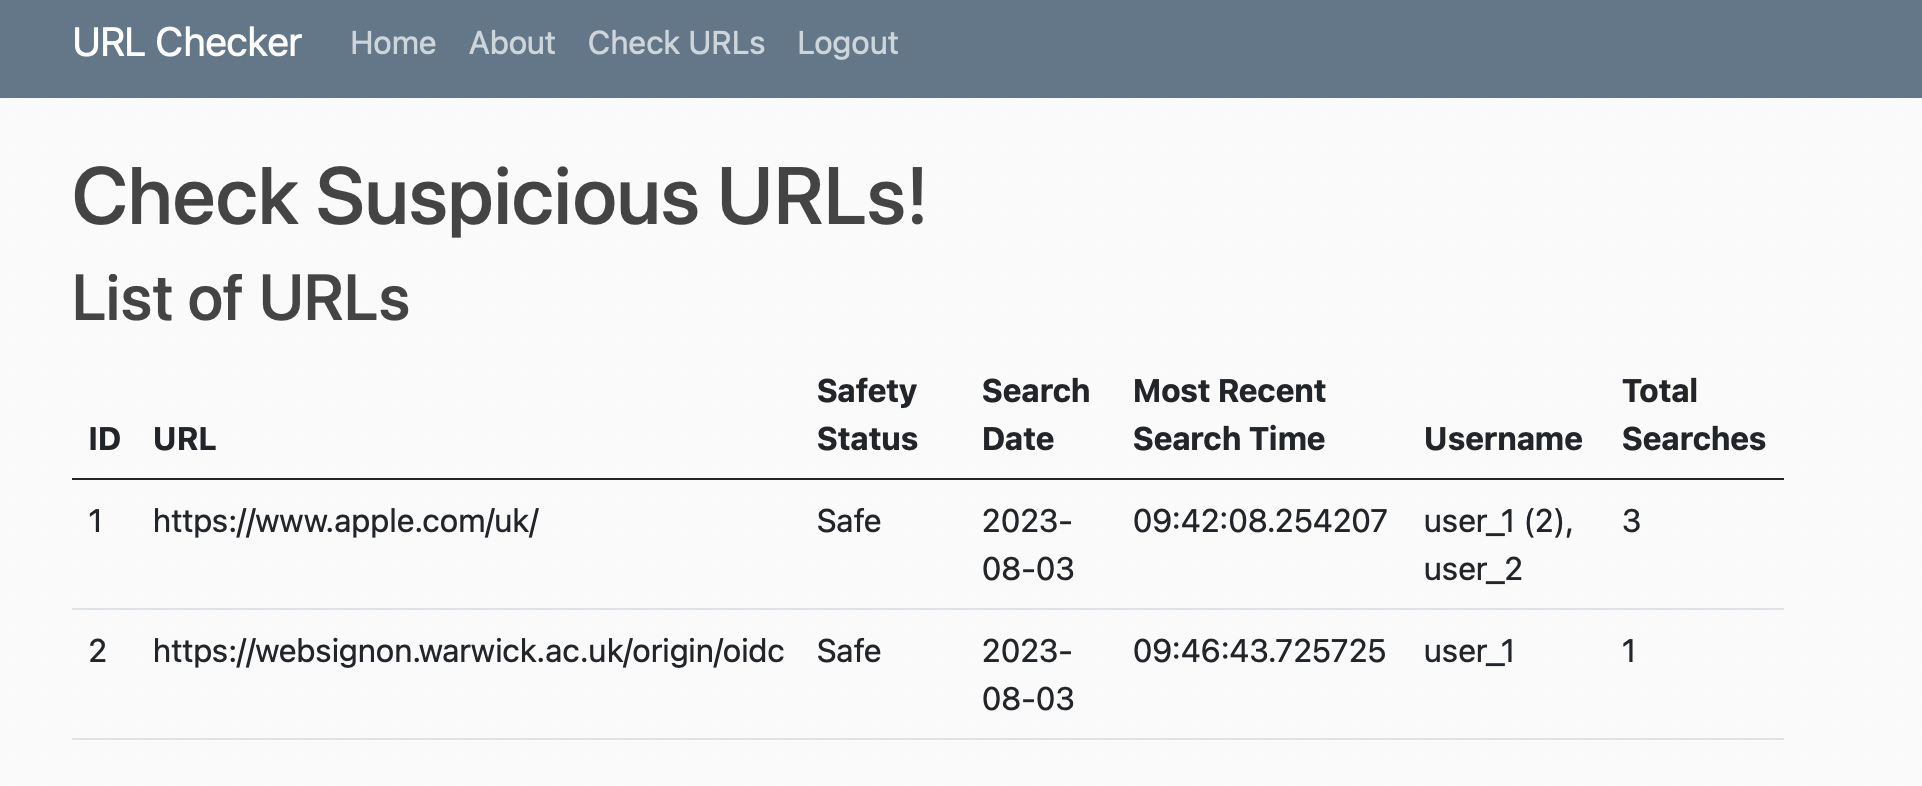 URL Checker Home About Check URLs Logout
Check Suspicious URLs!
List of URLs
ID URL Safety Status Search Date Most Recent Search Time Username Total Searches
1 https://www.apple.com/uk/ Safe 2023-08-03 09:42:08.254207 user_1 (2), user_2 3
2 https://websignon.warwick.ac.uk/origin/oidc Safe 2023-08-03 09:46:43.725725 user_1 1